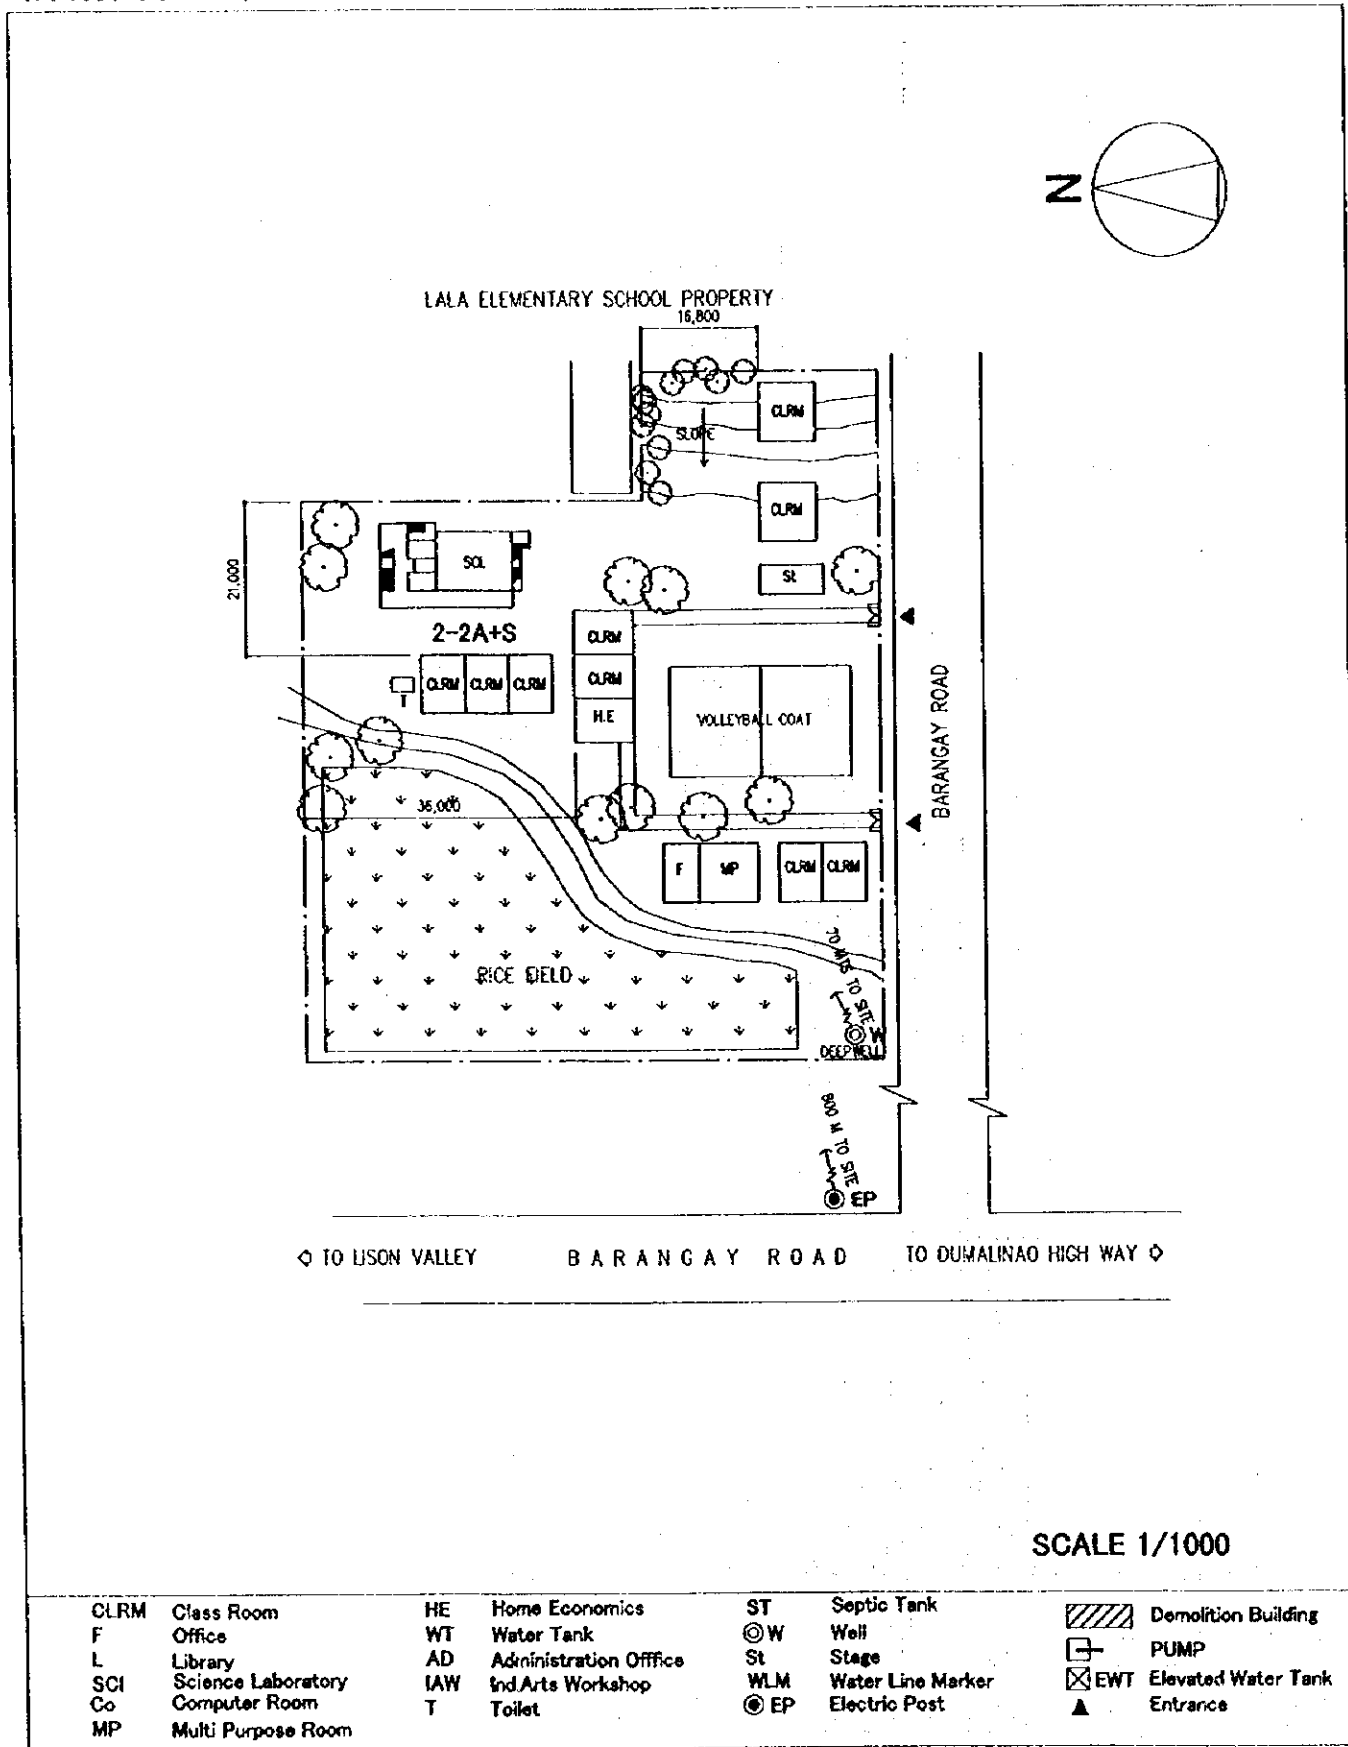 N
LALA ELEMENTARY SCHOOL PROPERTY
16,800
CLRM
SLOPE
CLRM
21,000
SCI
St
2-2A+S
CLRM
CLRM CLRM CLRM
CLRM
T
H.E
VOLLEYBALL COAT
BARANGAY ROAD
36,000
F MP CLRM CLRM
70 MTS TO SITE
RICE FIELD
W
DEEPWELL
800 M TO SITE
EP
TO LISON VALLEY BARANGAY ROAD TO DUMALINAO HIGH WAY
SCALE 1/1000
CLRM Class Room HE Home Economics ST Septic Tank Demolition Building
F Office WT Water Tank W Well PUMP
L Library AD Administration Offfice St Stage
SCI Science Laboratory IAW Ind.Arts Workshop WLM Water Line Marker EWT Elevated Water Tank
Co Computer Room T Toilet EP Electric Post Entrance
MP Multi Purpose Room